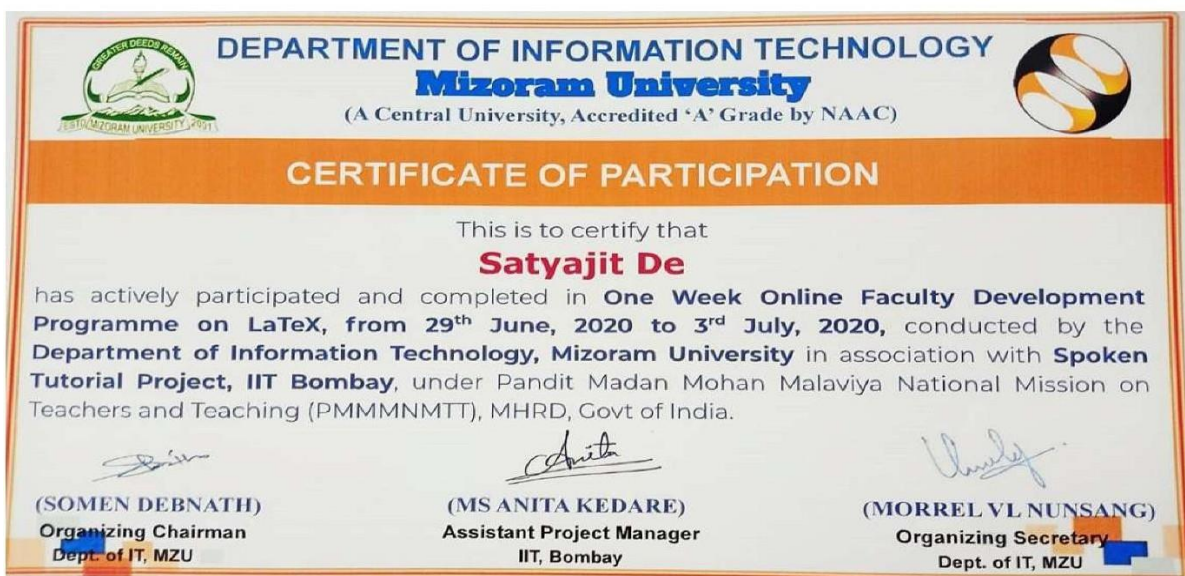 GREATER DEEDS REMAIN
ESTD/MIZORAM UNIVERSITY 2001
DEPARTMENT OF INFORMATION TECHNOLOGY
Mizoram University
(A Central University, Accredited ‘A’ Grade by NAAC)
CERTIFICATE OF PARTICIPATION
This is to certify that
Satyajit De
has actively participated and completed in One Week Online Faculty Development
Programme on LaTeX, from 29th June, 2020 to 3rd July, 2020, conducted by the
Department of Information Technology, Mizoram University in association with Spoken
Tutorial Project, IIT Bombay, under Pandit Madan Mohan Malaviya National Mission on
Teachers and Teaching (PMMMNMTT), MHRD, Govt of India.
Anita
(SOMEN DEBNATH) (MS ANITA KEDARE) (MORREL VL NUNSANG)
Organizing Chairman Assistant Project Manager Organizing Secretary
Dept. of IT, MZU IIT, Bombay Dept. of IT, MZU